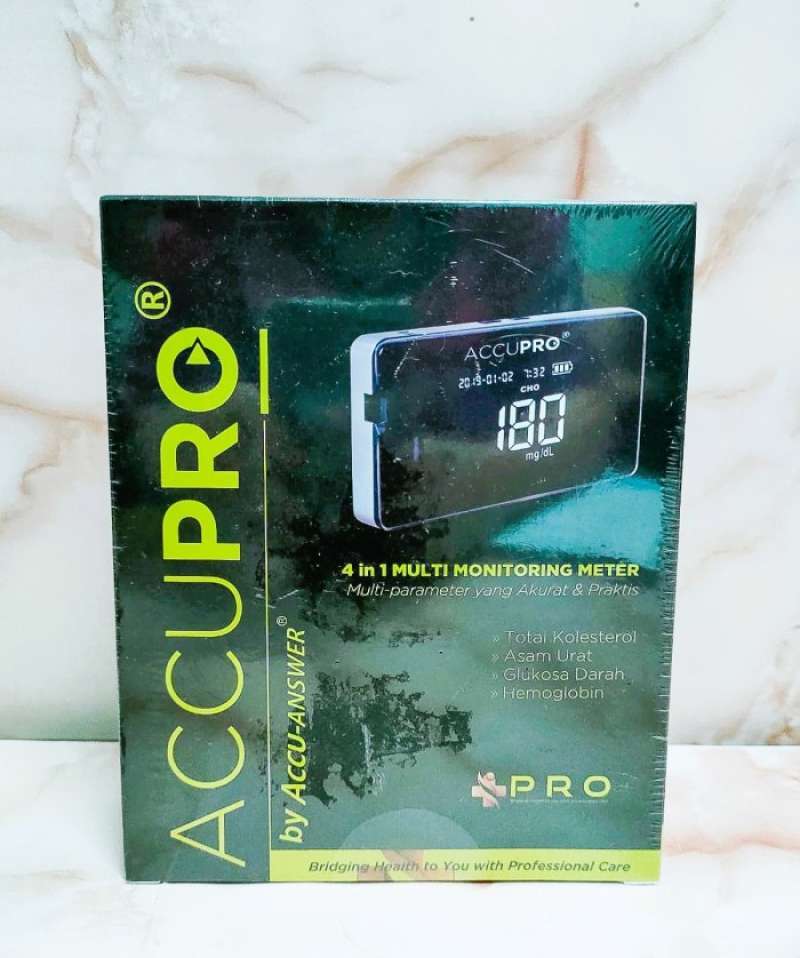 ACCUPRO®
by ACCU-ANSWER®
ACCUPRO®
2019-01-02 7:32
CHO
180
mg/dL
4 in 1 MULTI MONITORING METER
Multi-parameter yang Akurat & Praktis
» Total Kolesterol
» Asam Urat
» Glukosa Darah
» Hemoglobin
PRO
Bridging Health to You with Professional Care